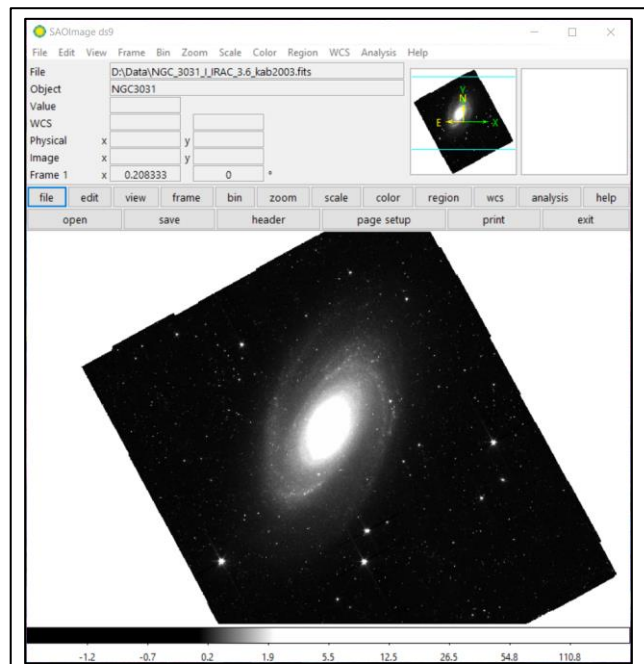 SAOImage ds9
File Edit View Frame Bin Zoom Scale Color Region WCS Analysis Help
File D:\Data\NGC_3031_I_IRAC_3.6_kab2003.fits
Object NGC3031
Value
WCS
Physical x y
Image x y
Frame 1 x 0.208333 0 °
Y
N
E X
file edit view frame bin zoom scale color region wcs analysis help
open save header page setup print exit
-1.2 -0.7 0.2 1.9 5.5 12.5 26.5 54.8 110.8